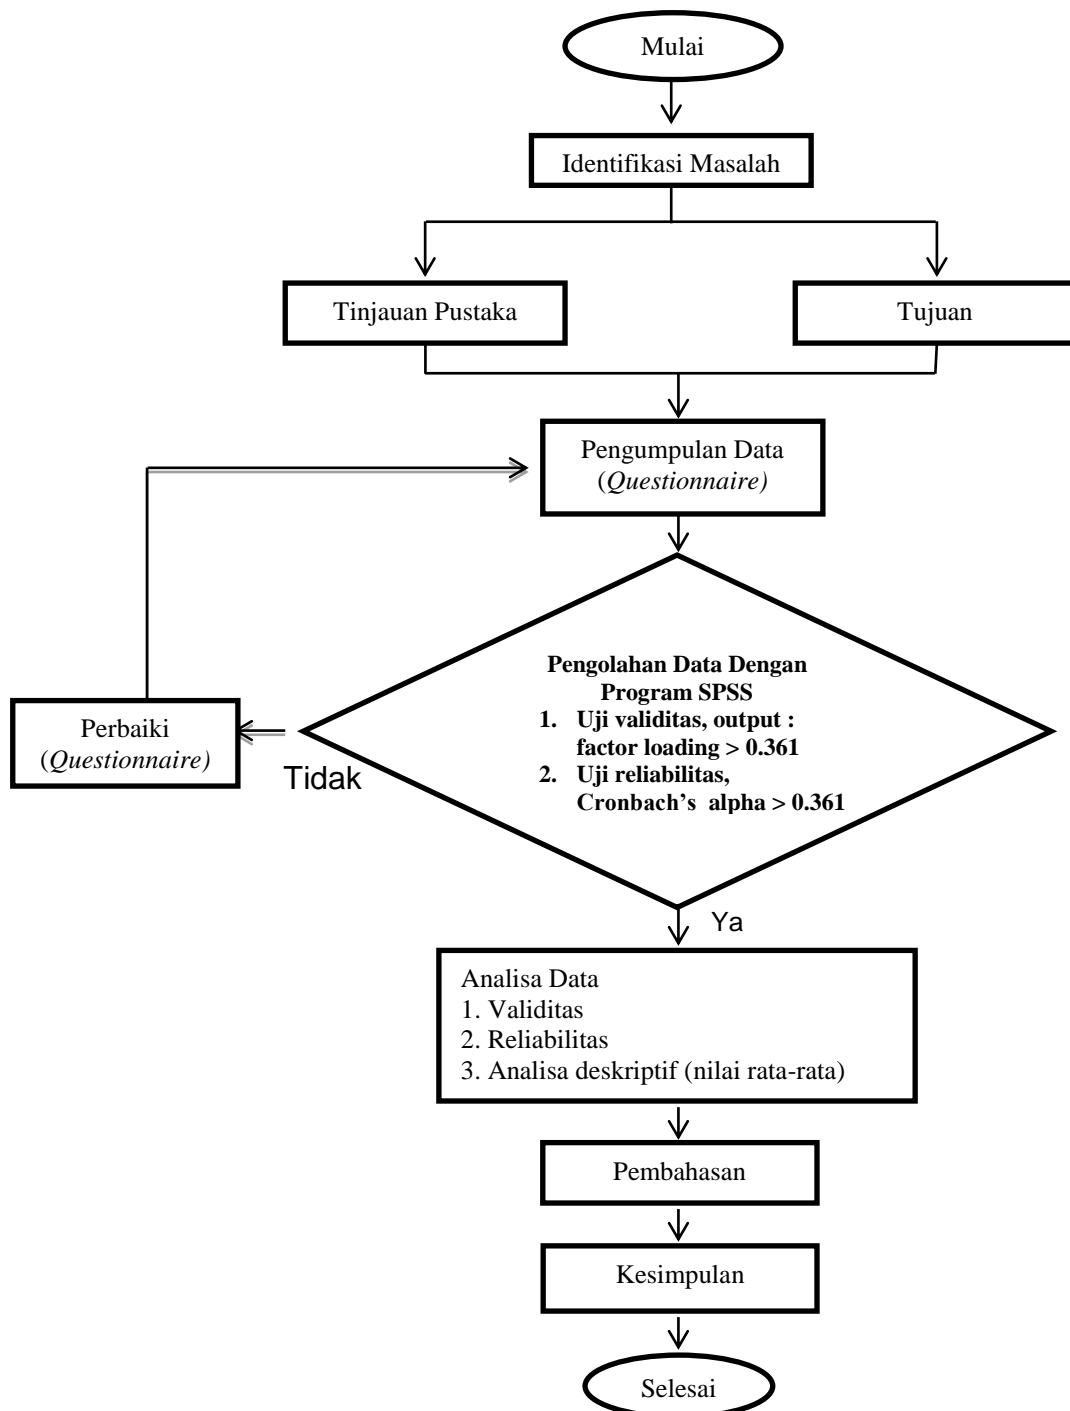 Mulai
Identifikasi Masalah
Tinjauan Pustaka
Tujuan
Pengumpulan Data
(Questionnaire)
Pengolahan Data Dengan
Program SPSS
1. Uji validitas, output :
factor loading > 0.361
2. Uji reliabilitas,
Cronbach’s alpha > 0.361
Perbaiki
(Questionnaire)
Tidak
Ya
Analisa Data
1. Validitas
2. Reliabilitas
3. Analisa deskriptif (nilai rata-rata)
Pembahasan
Kesimpulan
Selesai